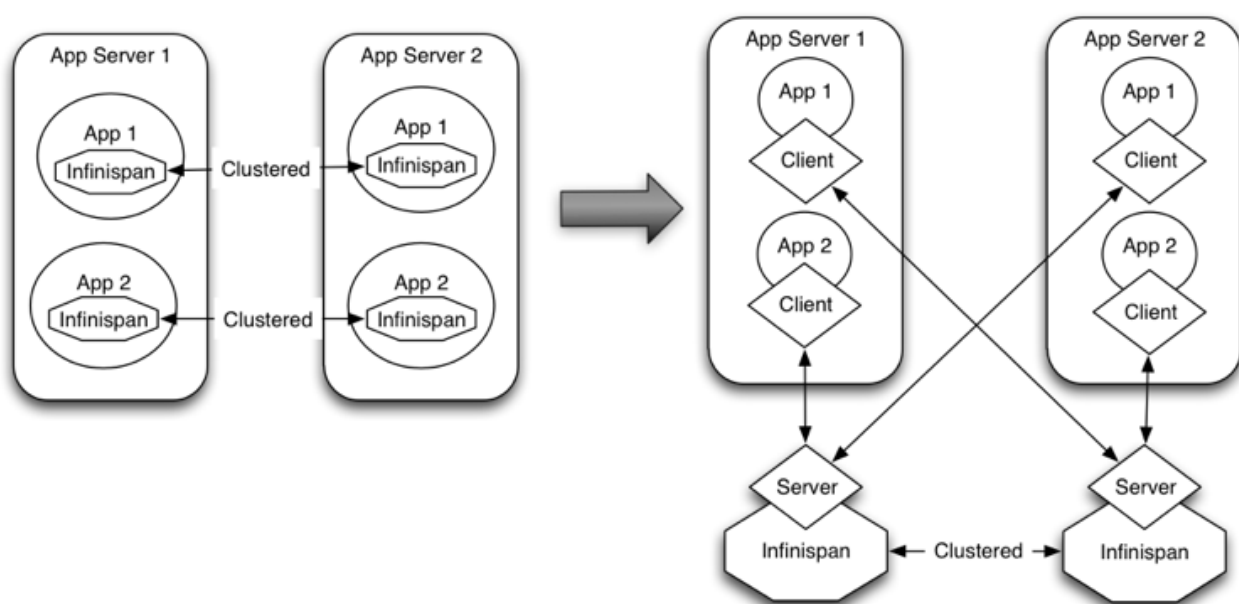 App Server 1
App 1
Infinispan
App 2
Infinispan
Clustered
Clustered
App Server 2
App 1
Infinispan
App 2
Infinispan
App Server 1
App 1
Client
App 2
Client
App Server 2
App 1
Client
App 2
Client
Server
Infinispan
Clustered
Server
Infinispan